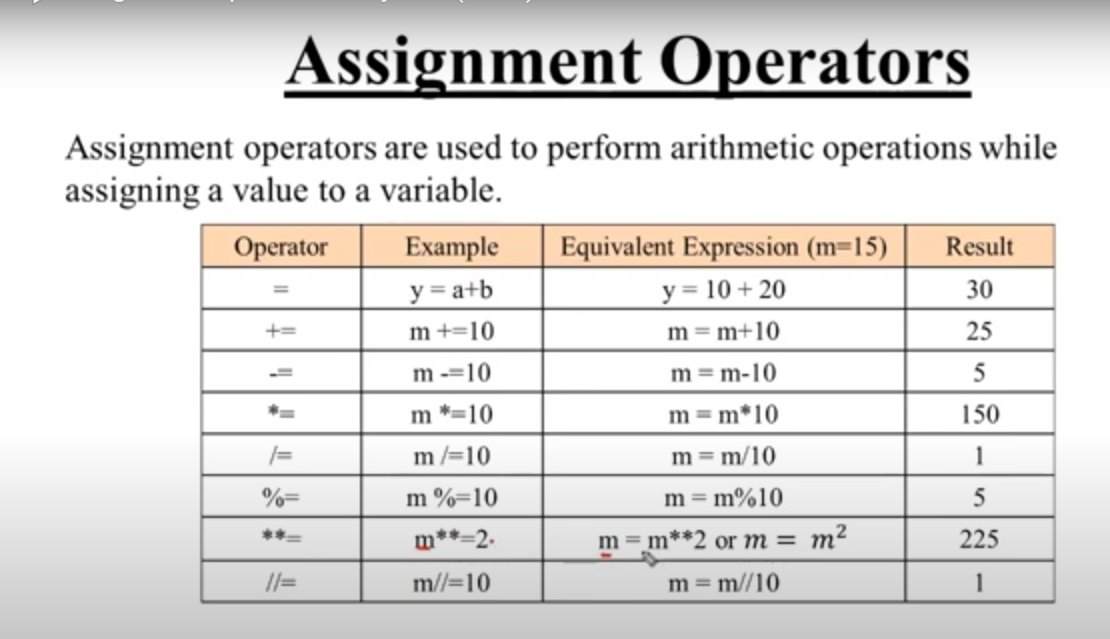 Assignment Operators
Assignment operators are used to perform arithmetic operations while
assigning a value to a variable.
Operator Example Equivalent Expression (m=15) Result
= y = a+b y = 10 + 20 30
+= m +=10 m = m+10 25
-= m -=10 m = m-10 5
*= m *=10 m = m*10 150
/= m /=10 m = m/10 1
%= m %=10 m = m%10 5
**= m**=2 m = m**2 or m = m² 225
//= m//=10 m = m//10 1